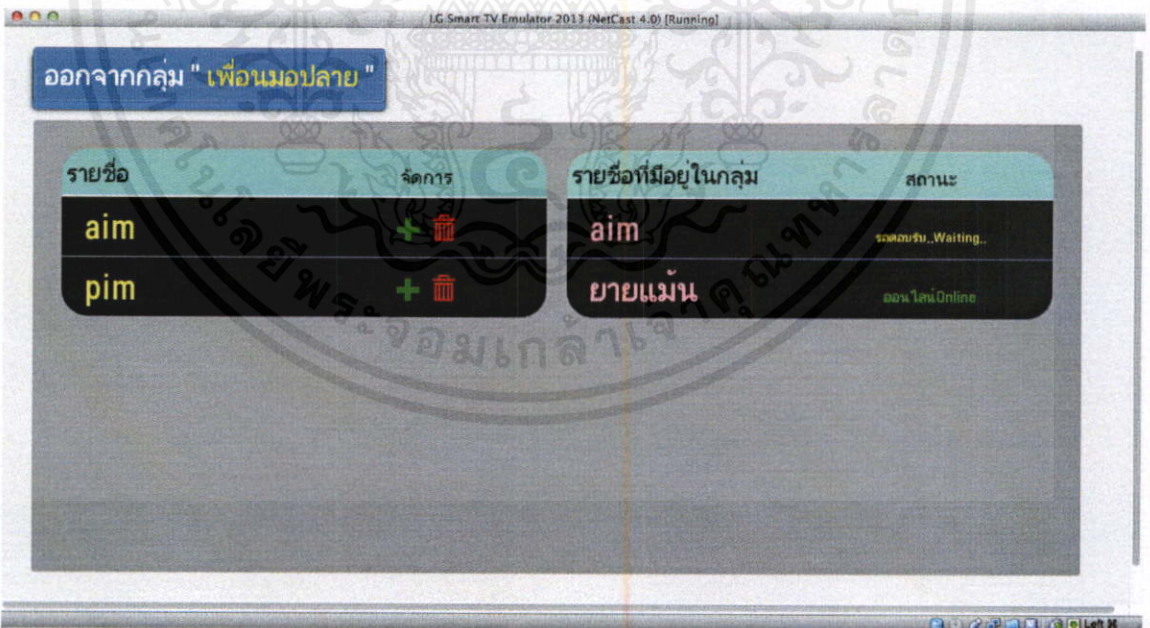 LG Smart TV Emulator 2013 (NetCast 4.0) [Running]
ออกจากกลุ่ม " เพื่อนมอปลาย "
รายชื่อ จัดการ
aim
pim
รายชื่อที่มีอยู่ในกลุ่ม สถานะ
aim รอตอบรับ..Waiting..
ยายแม้น ออนไลน์Online
Left ⌘